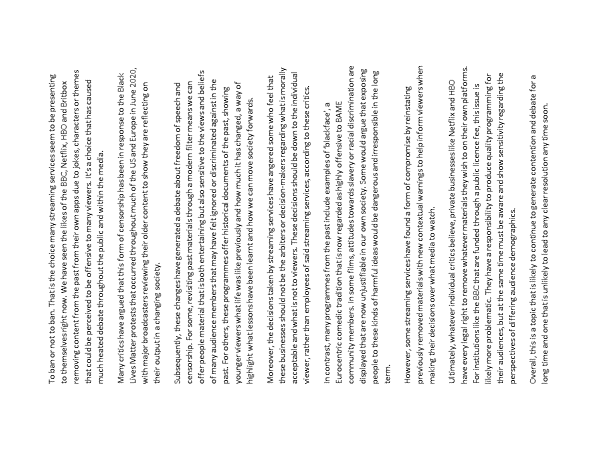 To ban or not to ban. That is the choice many streaming services seem to be presenting
to themselves right now. We have seen the likes of the BBC, Netflix, HBO and Britbox
removing content from the past from their own apps due to jokes, characters or themes
that could be perceived to be offensive to many viewers. It's a choice that has caused
much heated debate throughout the public and within the media.
Many critics have argued that this form of censorship has been in response to the Black
Lives Matter protests that occurred throughout much of the US and Europe in June 2020,
with major broadcasters reviewing their older content to show they are reflecting on
their output in a changing society.
Subsequently, these changes have generated a debate about freedom of speech and
censorship. For some, revisiting past materials through a modern filter means we can
offer people material that is both entertaining but also sensitive to the views and beliefs
of many audience members that may have felt ignored or discriminated against in the
past. For others, these programmes offer historical documents of the past, showing
younger viewers what life was like previously and how much it has changed, a way of
highlight what lessons have been learnt and how we can move society forwards.
Moreover, the decisions taken by streaming services have angered some who feel that
these businesses should not be the arbiters or decision-makers regarding what is morally
acceptable and what is not to viewers. These decisions should be down to the individual
viewer, rather than employees of said streaming services, according to these critics.
In contrast, many programmes from the past include examples of 'blackface', a
Eurocentric comedic tradition that is now regarded as highly offensive to BAME
community members. In some films, attitudes towards slavery or racial discrimination are
displayed that are now unjustifiable in our own society. Some would argue that exposing
people to these kinds of harmful ideas would be dangerous and irresponsible in the long
term.
However, some streaming services have found a form of compromise by reinstating
previously removed materials with new contextual warnings to help inform viewers when
making their decisions over what media to watch.
Ultimately, whatever individual critics believe, private businesses like Netflix and HBO
have every legal right to remove whatever materials they wish to on their own platforms.
For institutions like the BBC that are funded through a public licence fee, this issue is
likely more problematic. They have a responsibility to produce quality programming for
their audiences, but at the same time must be aware and show sensitivity regarding the
perspectives of differing audience demographics.
Overall, this is a topic that is likely to continue to generate contention and debate for a
long time and one that is unlikely to lead to any clear resolution any time soon.